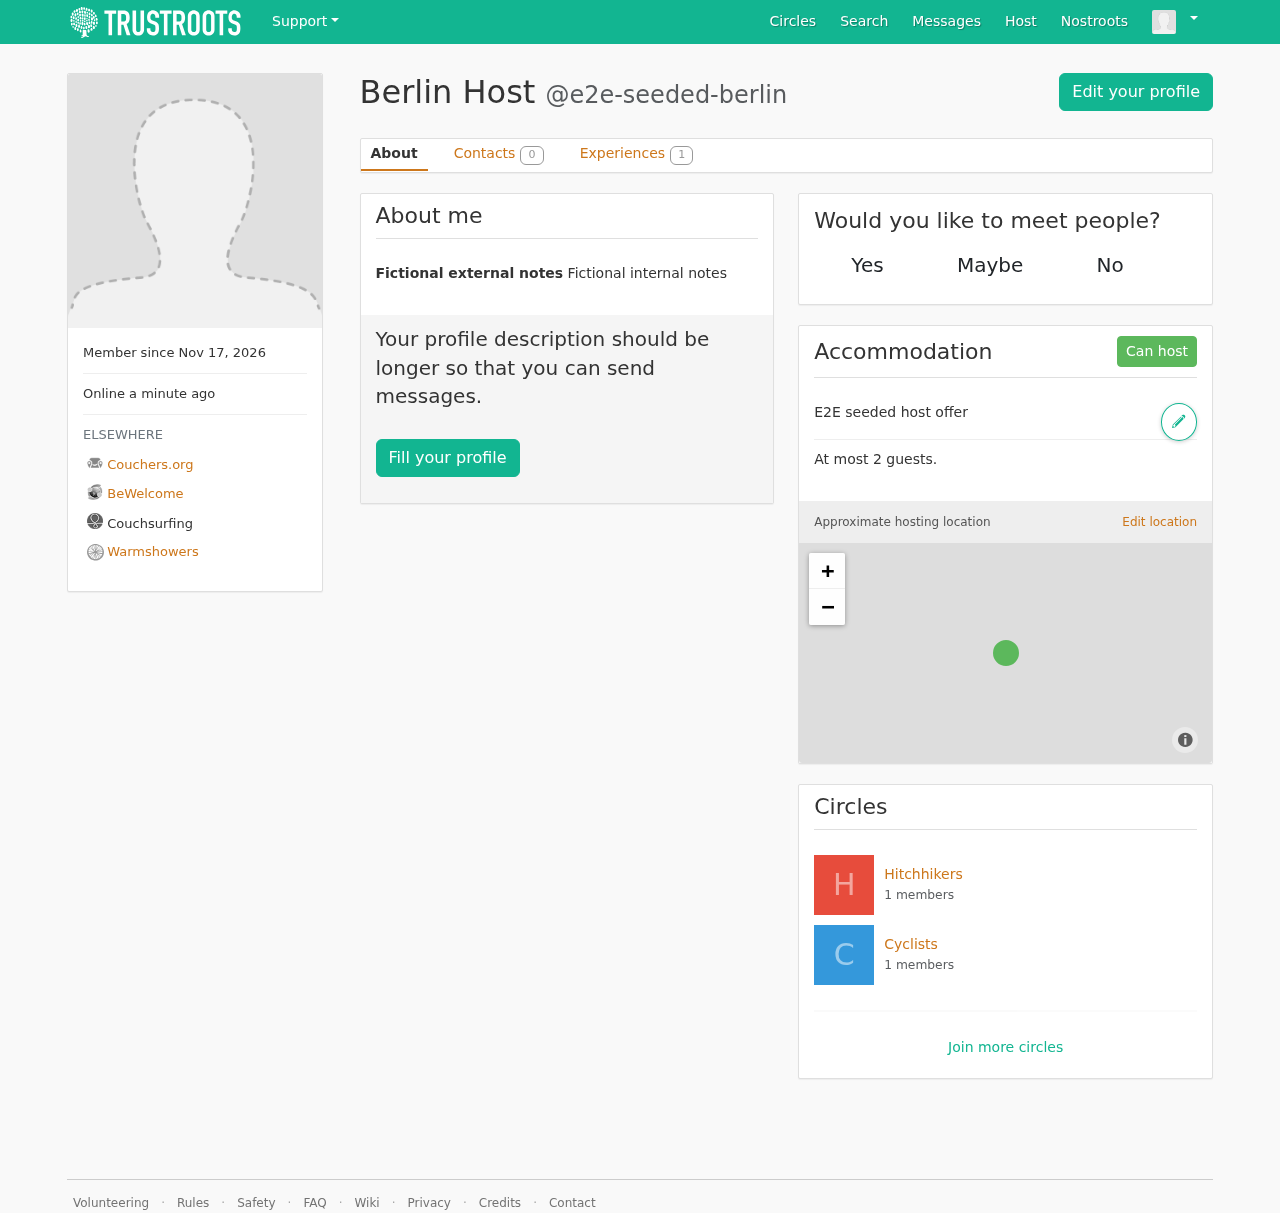 TRUSTROOTS Support Circles Search Messages Host Nostroots
Berlin Host @e2e-seeded-berlin Edit your profile
About Contacts 0 Experiences 1
Member since Nov 17, 2026
Online a minute ago
ELSEWHERE
Couchers.org
BeWelcome
Couchsurfing
Warmshowers
About me
Fictional external notes Fictional internal notes
Your profile description should be
longer so that you can send
messages.
Fill your profile
Would you like to meet people?
Yes Maybe No
Accommodation Can host
E2E seeded host offer
At most 2 guests.
Approximate hosting location Edit location
+
−
Circles
H Hitchhikers
1 members
C Cyclists
1 members
Join more circles
Volunteering · Rules · Safety · FAQ · Wiki · Privacy · Credits · Contact